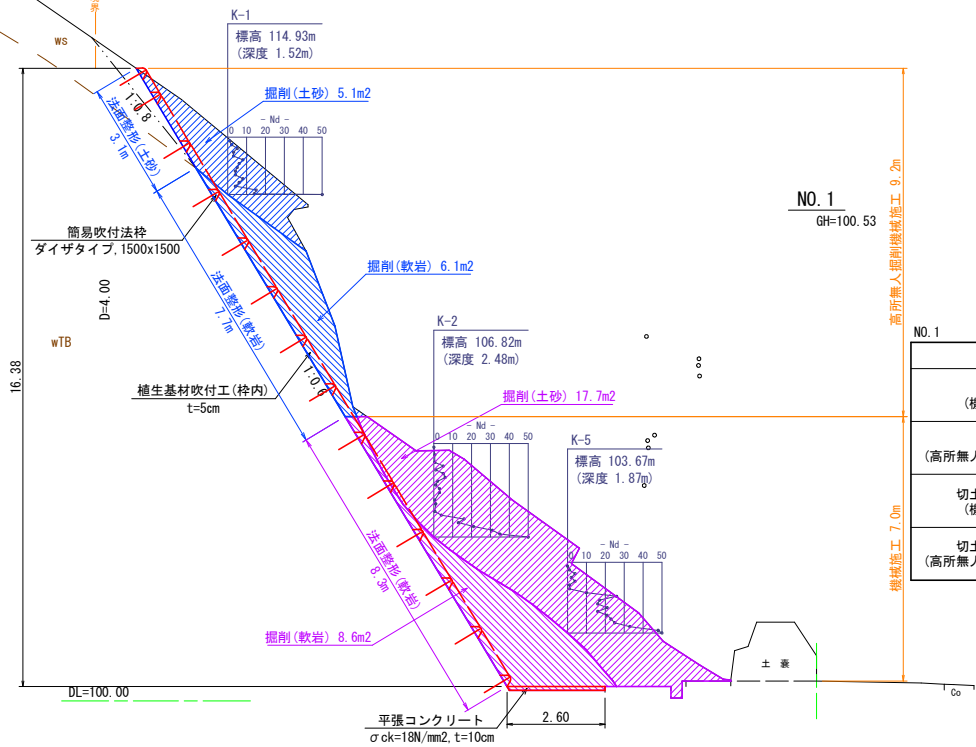 界
ws
K-1
標高 114.93m
(深度 1.52m)
掘削(土砂) 5.1m2
- Nd -
0 10 20 30 40 50
1:0.8
法面整形(土砂)
3.1m
簡易吹付法枠
ダイザタイプ, 1500x1500
NO.1
GH=100.53
高所無人掘削機械施工 9.2m
掘削(軟岩) 6.1m2
D=4.00
法面整形(軟岩)
7.7m
wTB
16.38
K-2
標高 106.82m
(深度 2.48m)
植生基材吹付工(枠内)
t=5cm
1:0.6
掘削(土砂) 17.7m2
- Nd -
0 10 20 30 40 50
K-5
標高 103.67m
(深度 1.87m)
- Nd -
0 10 20 30 40 50
NO.1
(機
(高所無人
切土
(機
切土
(高所無人
機械施工 7.0m
法面整形(軟岩)
8.3m
掘削(軟岩) 8.6m2
土 嚢
DL=100.00
Co
平張コンクリート
σck=18N/mm2, t=10cm
2.60